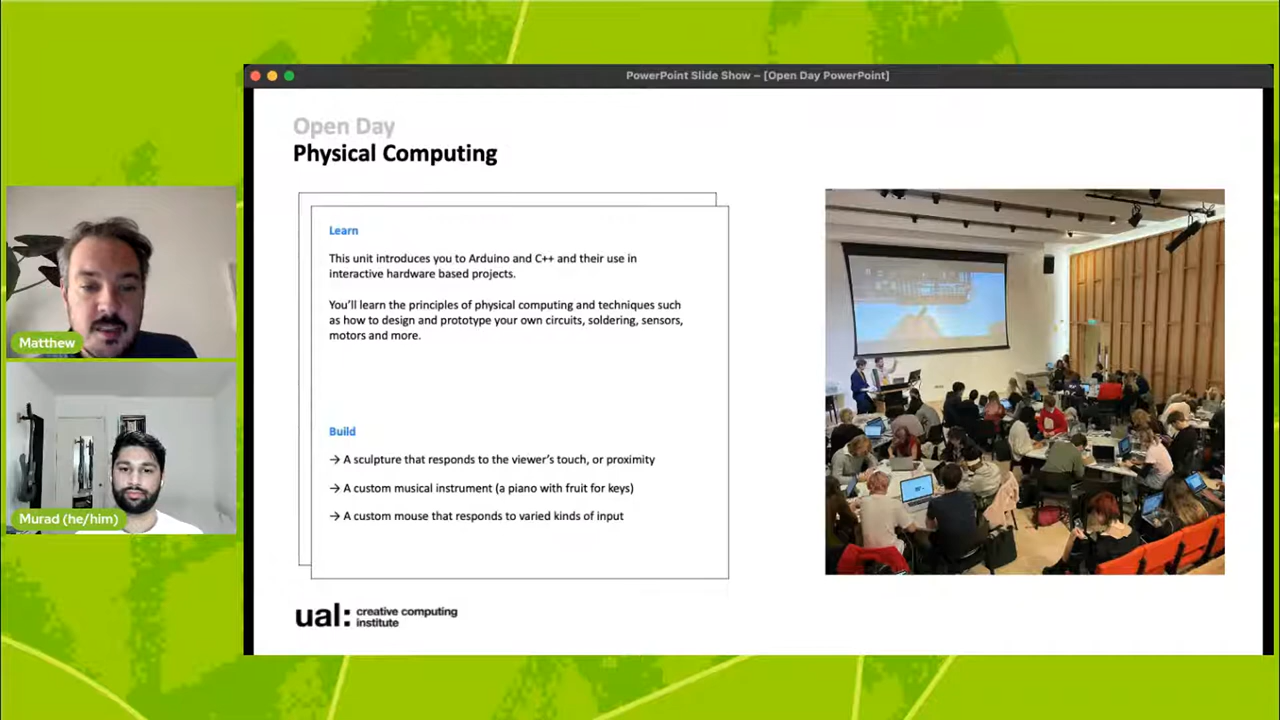 PowerPoint Slide Show – [Open Day PowerPoint]
Open Day
Physical Computing
Learn
This unit introduces you to Arduino and C++ and their use in
interactive hardware based projects.
You'll learn the principles of physical computing and techniques such
as how to design and prototype your own circuits, soldering, sensors,
motors and more.
Build
→ A sculpture that responds to the viewer's touch, or proximity
→ A custom musical instrument (a piano with fruit for keys)
→ A custom mouse that responds to varied kinds of input
ual: creative computing
institute
Matthew
Murad (he/him)